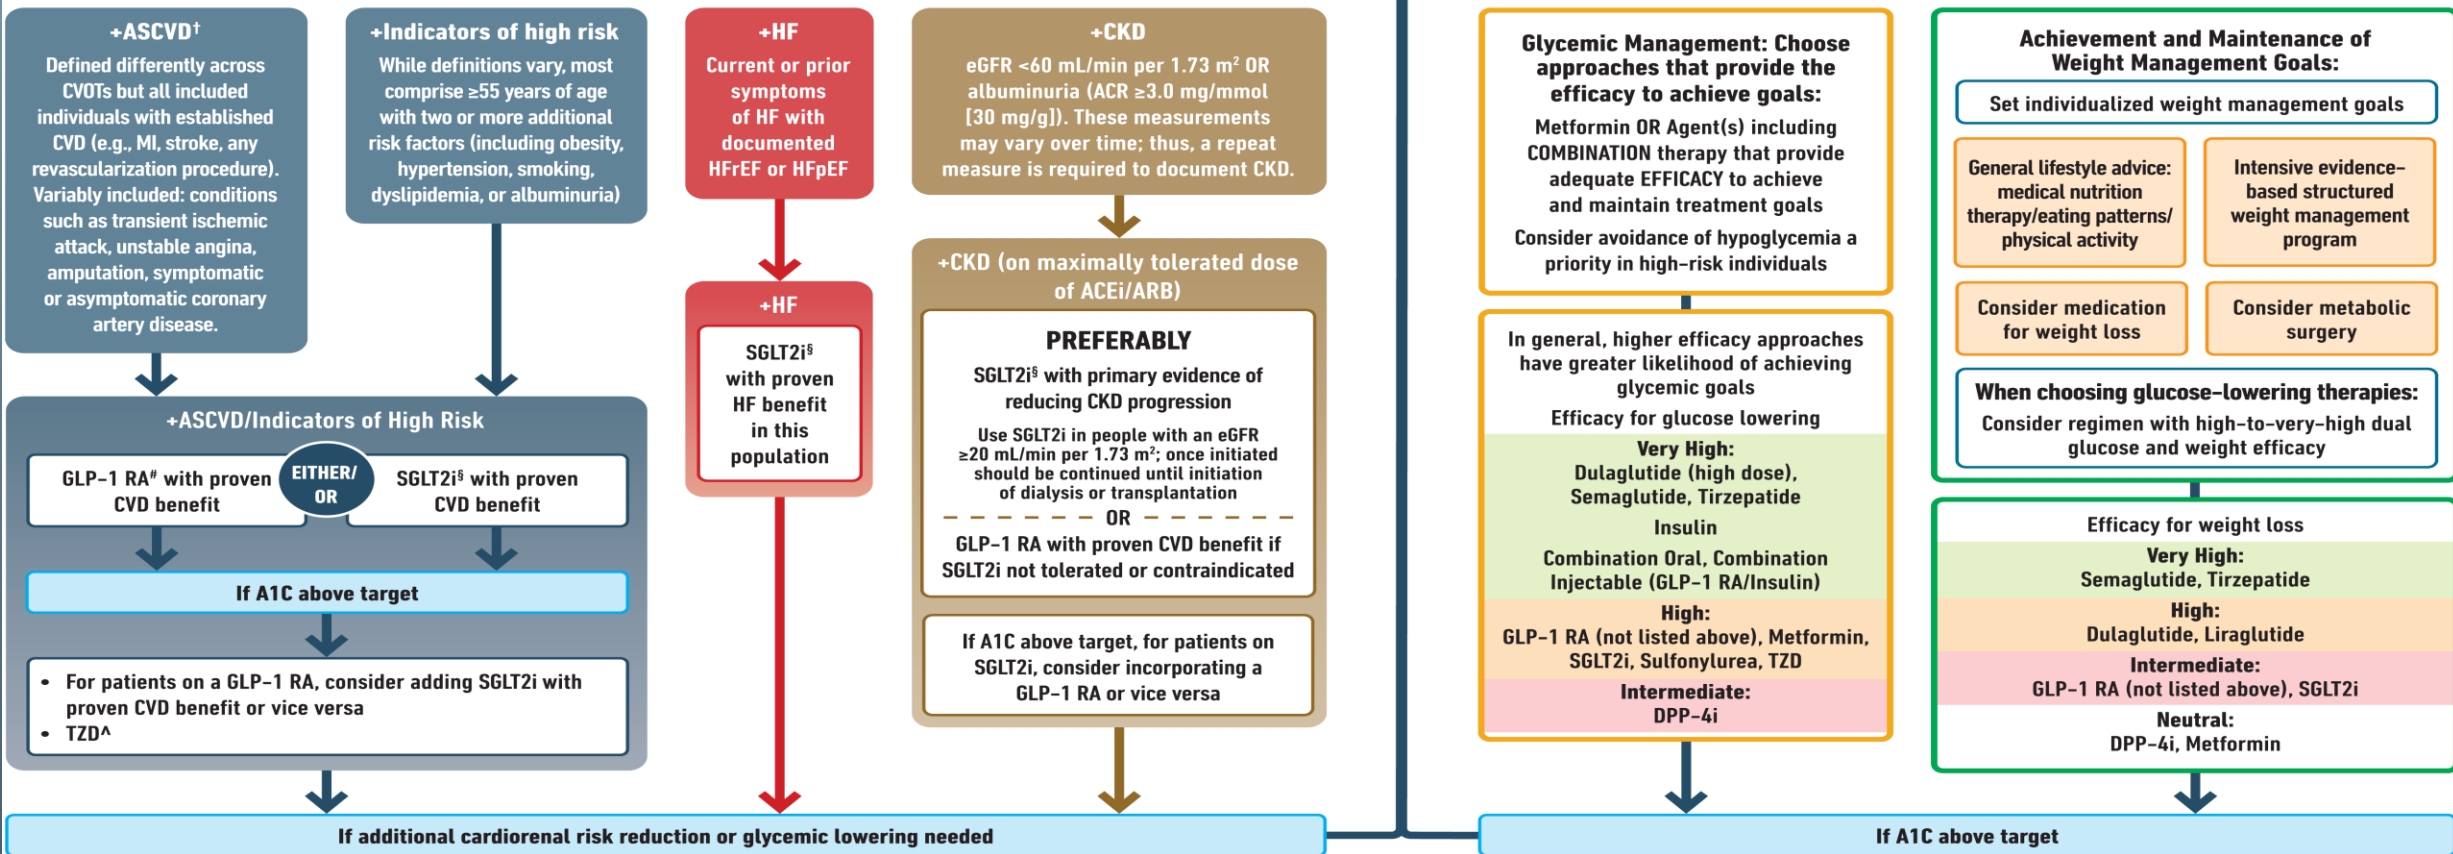 +ASCVD†
Defined differently across
CVOTs but all included
individuals with established
CVD (e.g., MI, stroke, any
revascularization procedure).
Variably included: conditions
such as transient ischemic
attack, unstable angina,
amputation, symptomatic
or asymptomatic coronary
artery disease.
+Indicators of high risk
While definitions vary, most
comprise ≥55 years of age
with two or more additional
risk factors (including obesity,
hypertension, smoking,
dyslipidemia, or albuminuria)
+ASCVD/Indicators of High Risk
GLP-1 RA# with proven
CVD benefit
EITHER/
OR
SGLT2i§ with proven
CVD benefit
If A1C above target
• For patients on a GLP-1 RA, consider adding SGLT2i with
proven CVD benefit or vice versa
• TZD^
+HF
Current or prior
symptoms
of HF with
documented
HFrEF or HFpEF
+HF
SGLT2i§
with proven
HF benefit
in this
population
+CKD
eGFR <60 mL/min per 1.73 m² OR
albuminuria (ACR ≥3.0 mg/mmol
[30 mg/g]). These measurements
may vary over time; thus, a repeat
measure is required to document CKD.
+CKD (on maximally tolerated dose
of ACEi/ARB)
PREFERABLY
SGLT2i§ with primary evidence of
reducing CKD progression
Use SGLT2i in people with an eGFR
≥20 mL/min per 1.73 m²; once initiated
should be continued until initiation
of dialysis or transplantation
OR
GLP-1 RA with proven CVD benefit if
SGLT2i not tolerated or contraindicated
If A1C above target, for patients on
SGLT2i, consider incorporating a
GLP-1 RA or vice versa
If additional cardiorenal risk reduction or glycemic lowering needed
Glycemic Management: Choose
approaches that provide the
efficacy to achieve goals:
Metformin OR Agent(s) including
COMBINATION therapy that provide
adequate EFFICACY to achieve
and maintain treatment goals
Consider avoidance of hypoglycemia a
priority in high-risk individuals
In general, higher efficacy approaches
have greater likelihood of achieving
glycemic goals
Efficacy for glucose lowering
Very High:
Dulaglutide (high dose),
Semaglutide, Tirzepatide
Insulin
Combination Oral, Combination
Injectable (GLP-1 RA/Insulin)
High:
GLP-1 RA (not listed above), Metformin,
SGLT2i, Sulfonylurea, TZD
Intermediate:
DPP-4i
Achievement and Maintenance of
Weight Management Goals:
Set individualized weight management goals
General lifestyle advice:
medical nutrition
therapy/eating patterns/
physical activity
Intensive evidence-
based structured
weight management
program
Consider medication
for weight loss
Consider metabolic
surgery
When choosing glucose-lowering therapies:
Consider regimen with high-to-very-high dual
glucose and weight efficacy
Efficacy for weight loss
Very High:
Semaglutide, Tirzepatide
High:
Dulaglutide, Liraglutide
Intermediate:
GLP-1 RA (not listed above), SGLT2i
Neutral:
DPP-4i, Metformin
If A1C above target